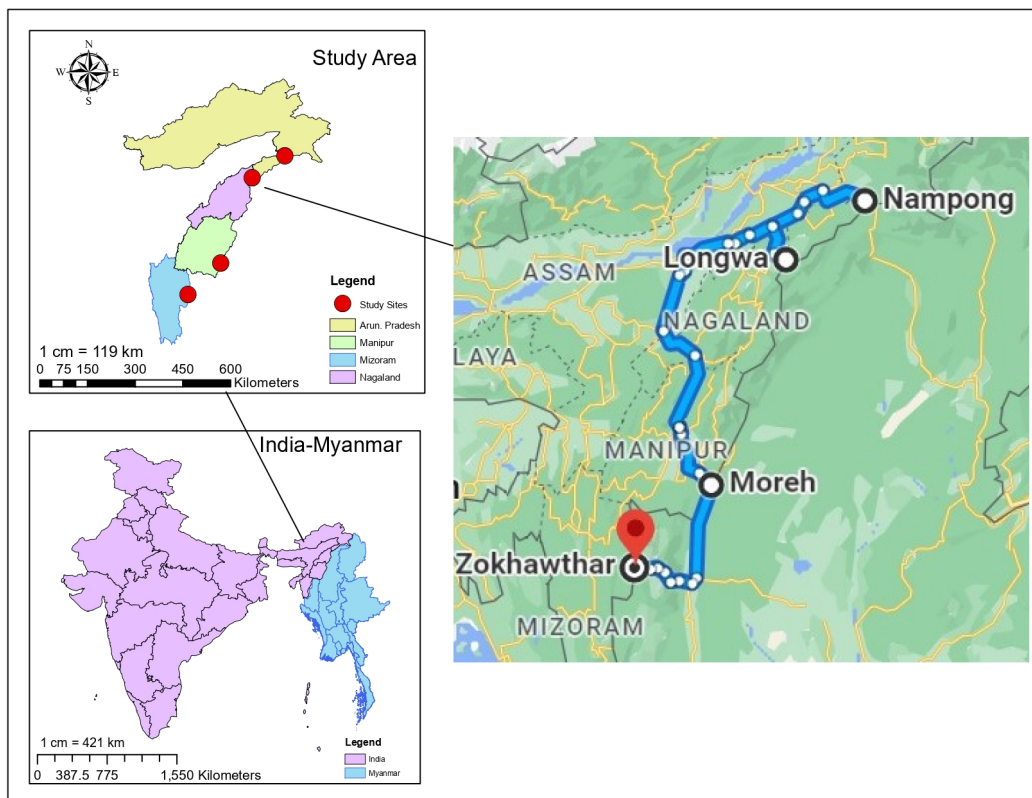 N
W
E
S
Study Area
Legend
Study Sites
Arun. Pradesh
Manipur
Mizoram
Nagaland
1 cm = 119 km
0 75 150 300 450 600
Kilometers
India-Myanmar
1 cm = 421 km
0 387.5 775 1,550 Kilometers
Legend
India
Myanmar
Nampong
Longwa
ASSAM
NAGALAND
LAYA
MANIPUR
Moreh
Zokhawthar
MIZORAM